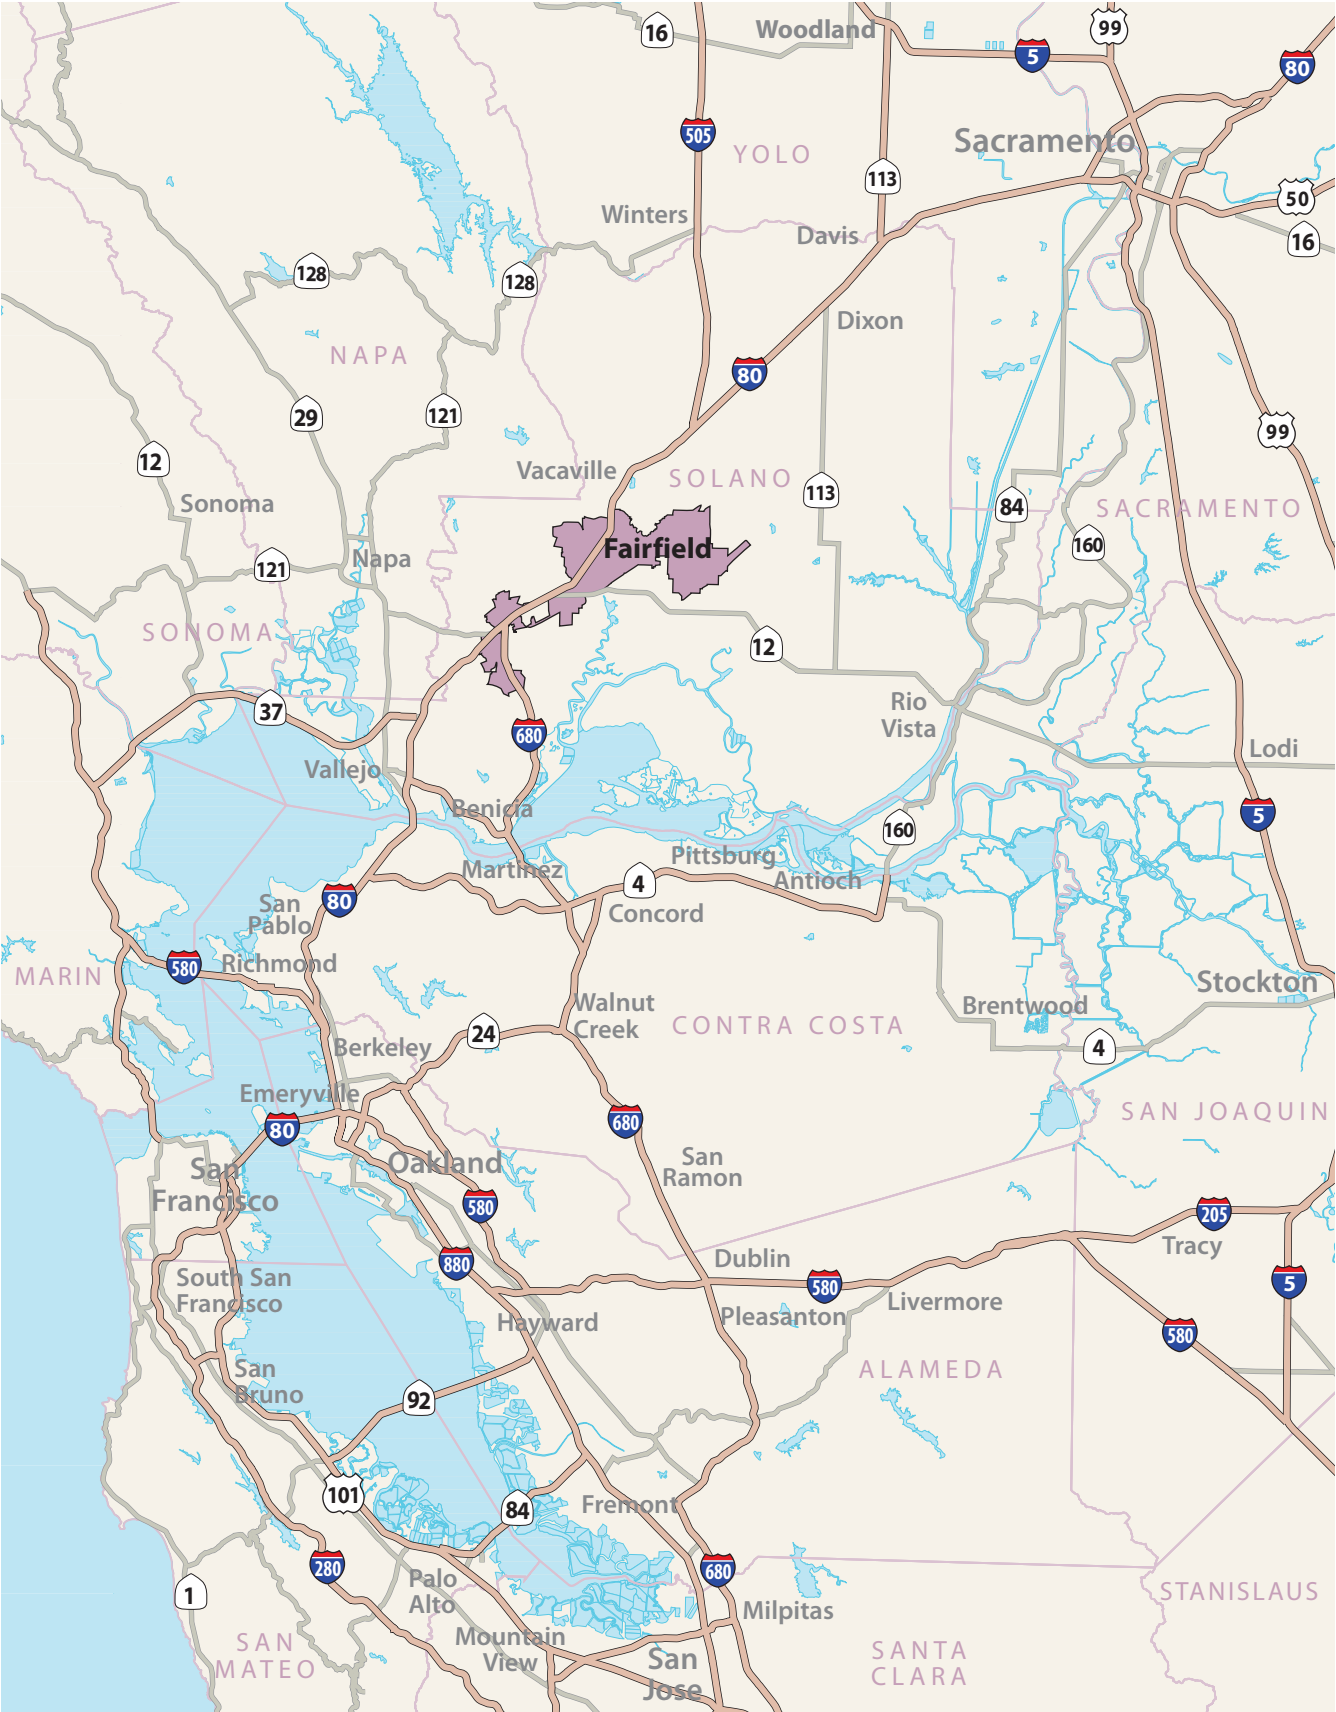 16
Woodland
99
5
80
505
YOLO
Sacramento
113
50
Winters
Davis
16
128
128
Dixon
NAPA
80
29
121
99
12
Vacaville
SOLANO
Sonoma
113
84
SACRAMENTO
Fairfield
160
Napa
121
SONOMA
12
37
Rio
Vista
680
Lodi
Vallejo
Benicia
5
160
Pittsburg
Martinez
4
Antioch
80
San
Pablo
Concord
580
Richmond
MARIN
Stockton
Walnut
Creek
Brentwood
CONTRA COSTA
24
Berkeley
4
Emeryville
SAN JOAQUIN
80
680
San
Ramon
Oakland
San
Francisco
580
205
Tracy
880
Dublin
South San
Francisco
580
5
Livermore
Pleasanton
Hayward
580
San
Bruno
ALAMEDA
92
101
84
Fremont
280
680
Palo
Alto
1
STANISLAUS
Milpitas
Mountain
View
SAN
MATEO
San
Jose
SANTA
CLARA